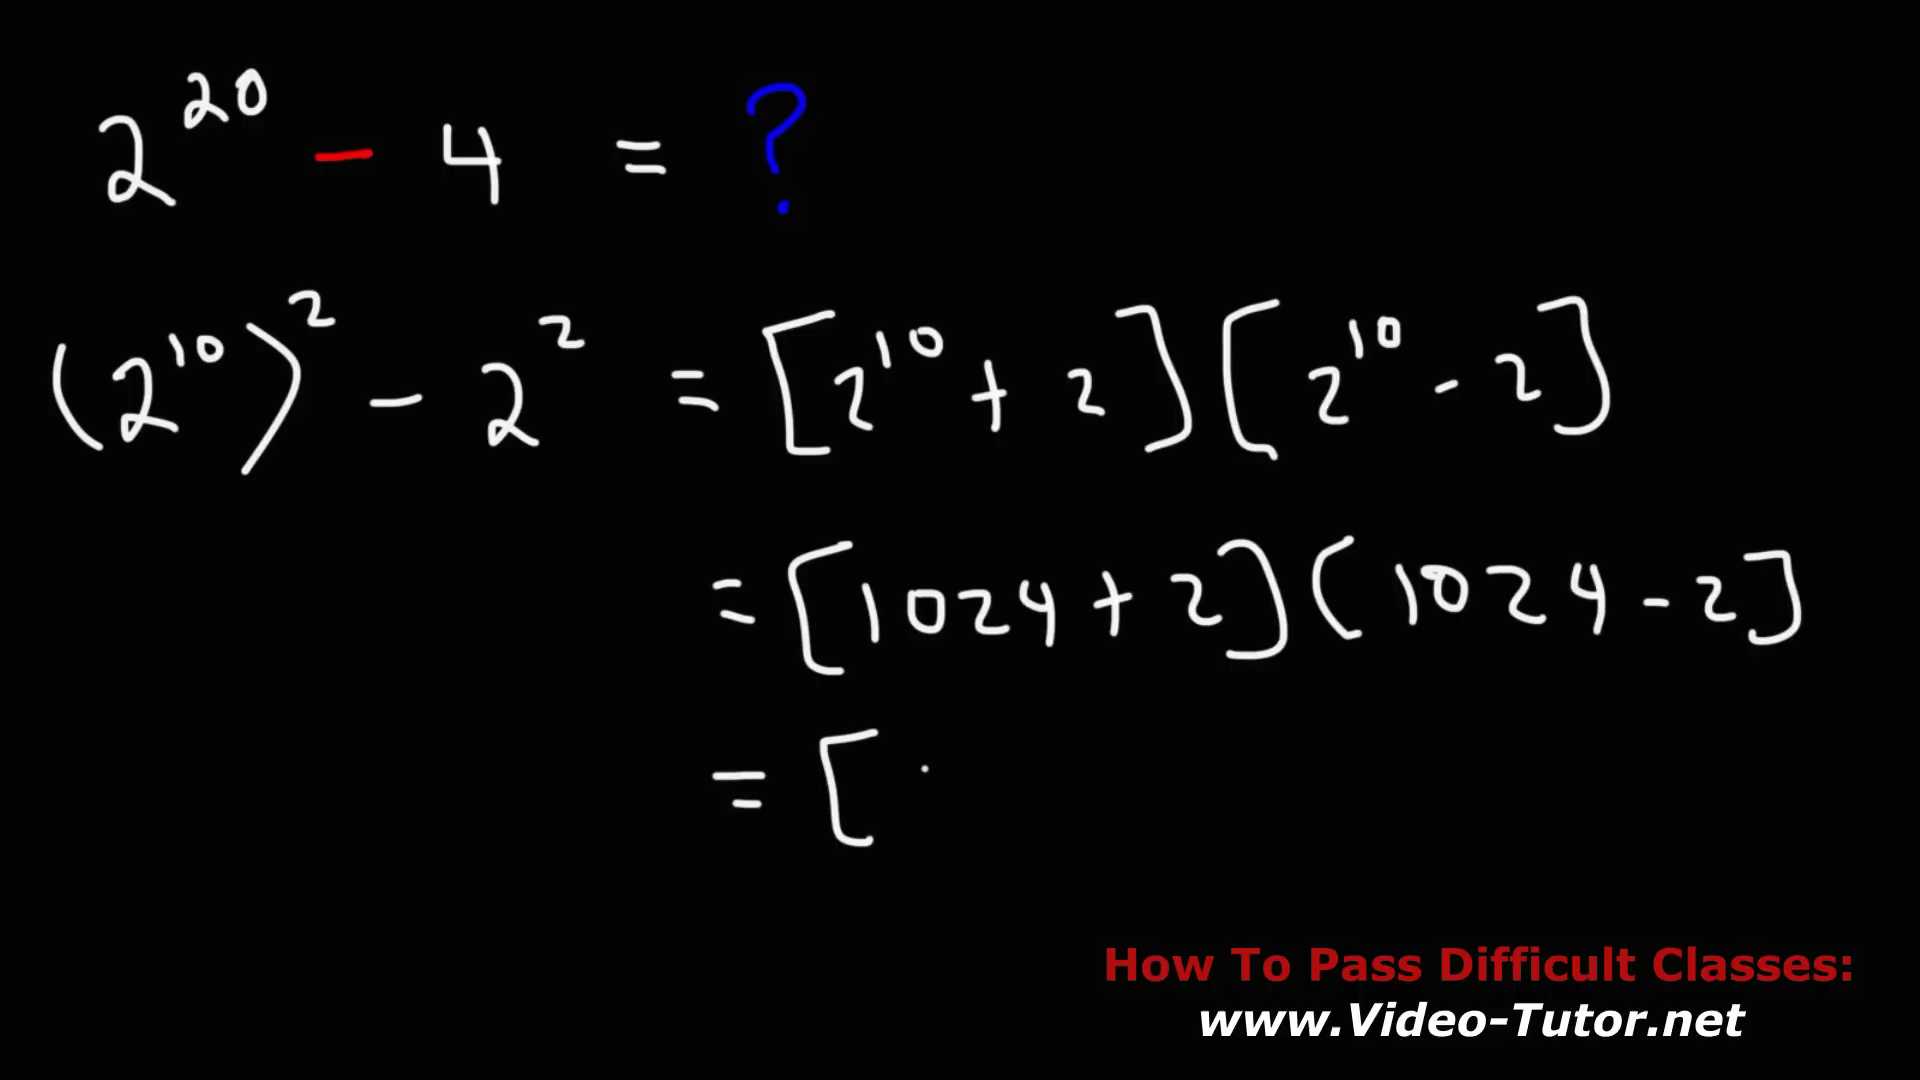 2^20 - 4 = ?
(2^10)^2 - 2^2 = [2^10 + 2][2^10 - 2]
= [1024 + 2](1024 - 2]
= [
How To Pass Difficult Classes:
www.Video-Tutor.net